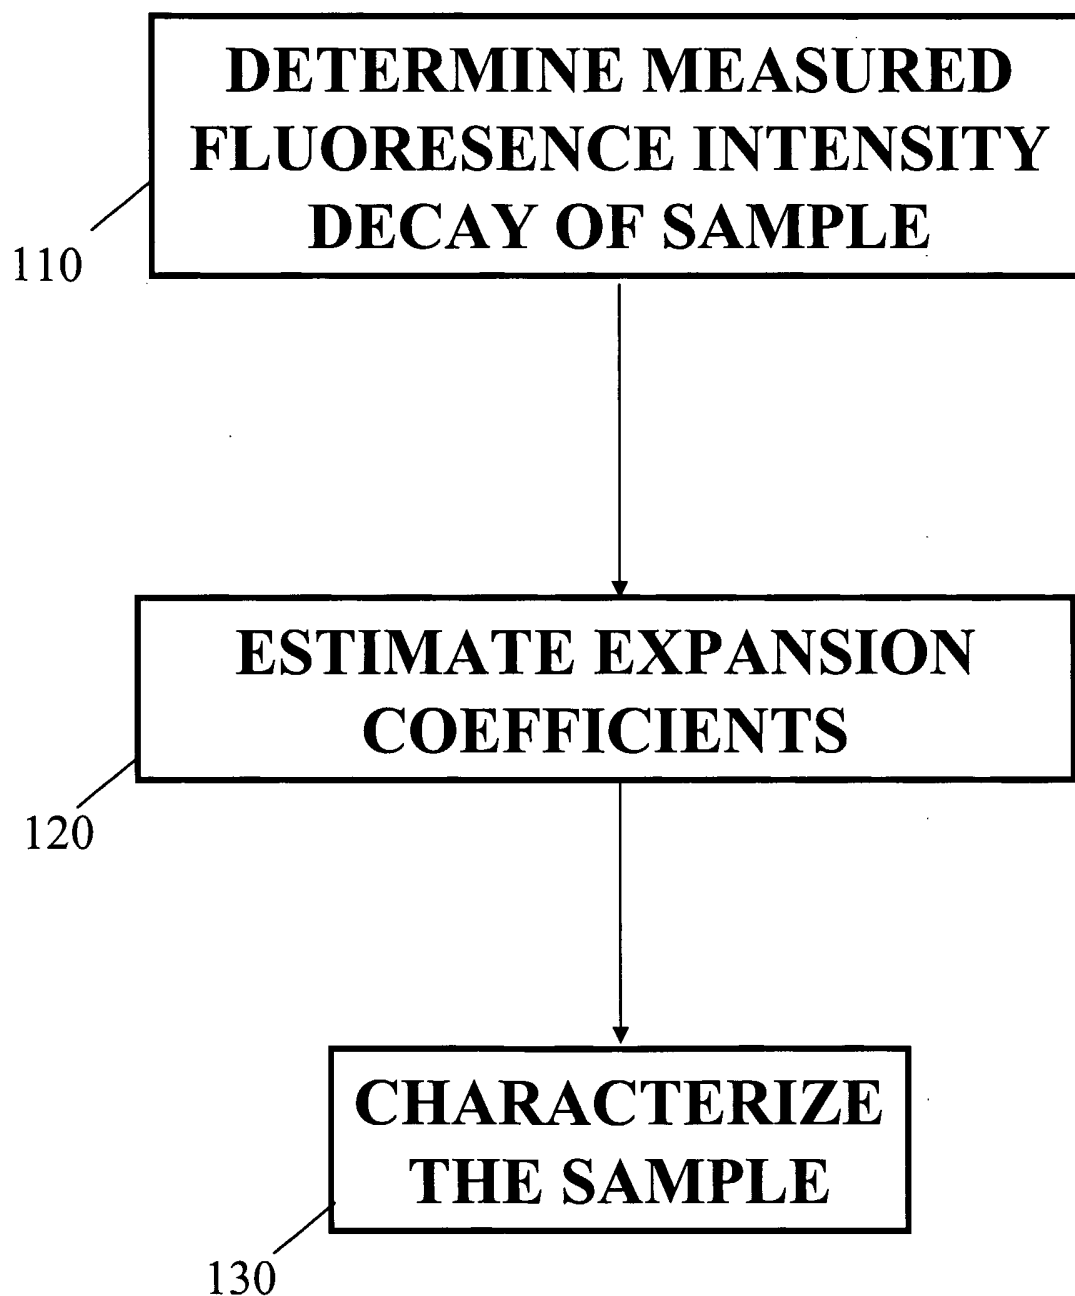 DETERMINE MEASURED
FLUORESENCE INTENSITY
DECAY OF SAMPLE
110
ESTIMATE EXPANSION
COEFFICIENTS
120
CHARACTERIZE
THE SAMPLE
130